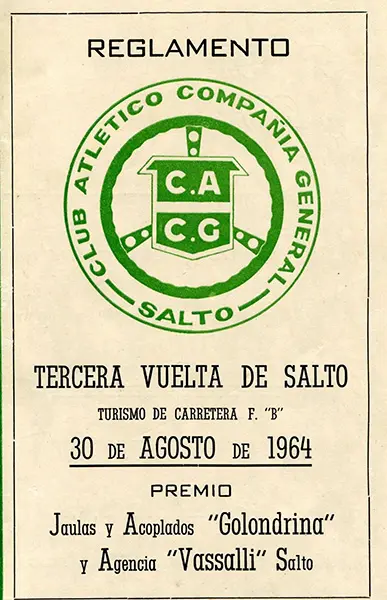 REGLAMENTO
CLUB ATLETICO COMPAÑIA GENERAL
C.A
C.G
SALTO
TERCERA VUELTA DE SALTO
TURISMO DE CARRETERA F. "B"
30 DE AGOSTO DE 1964
PREMIO
Jaulas y Acoplados "Golondrina"
y Agencia "Vassalli" Salto